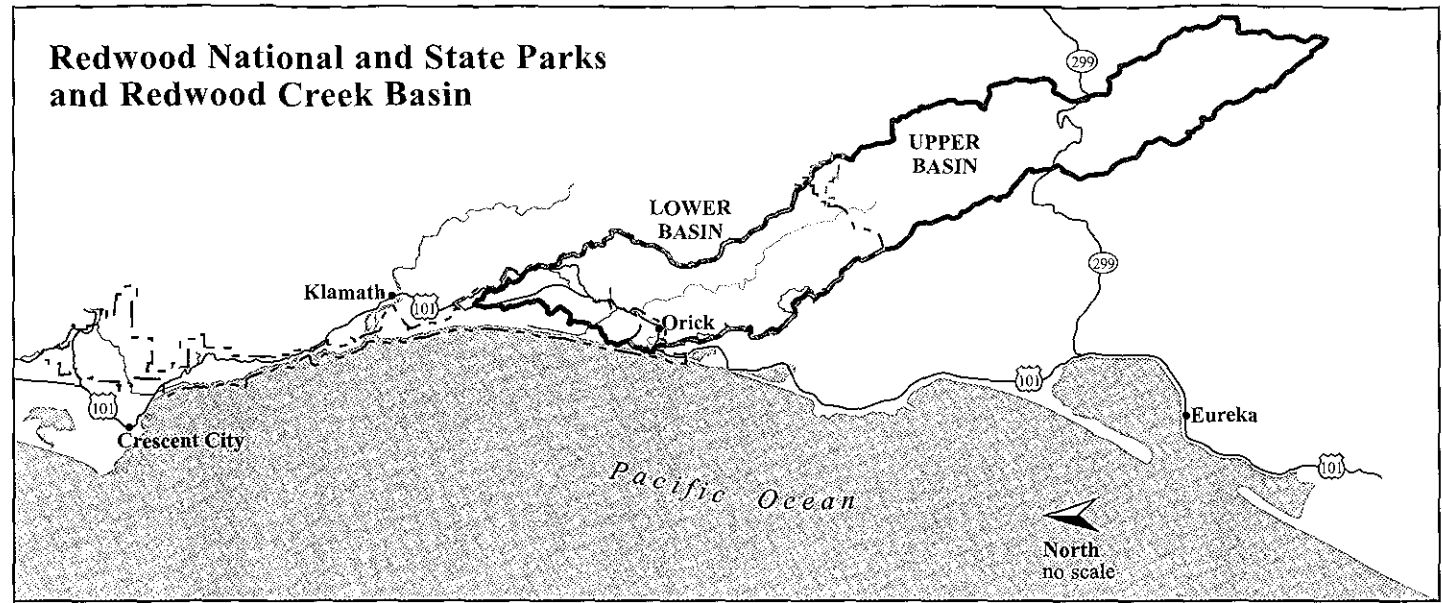 Redwood National and State Parks
and Redwood Creek Basin
299
UPPER
BASIN
LOWER
BASIN
299
Klamath
101
Orick
101
101
Crescent City
Eureka
101
Pacific Ocean
North
no scale